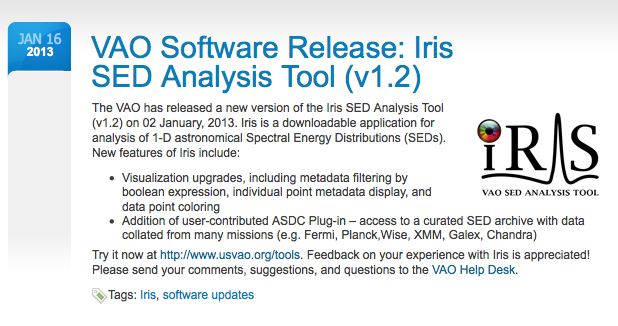 JAN 16
2013
VAO Software Release: Iris
SED Analysis Tool (v1.2)
The VAO has released a new version of the Iris SED Analysis Tool
(v1.2) on 02 January, 2013. Iris is a downloadable application for
analysis of 1-D astronomical Spectral Energy Distributions (SEDs).
New features of Iris include:
iRIS
VAO SED ANALYSIS TOOL
• Visualization upgrades, including metadata filtering by
boolean expression, individual point metadata display, and
data point coloring
• Addition of user-contributed ASDC Plug-in – access to a curated SED archive with data
collated from many missions (e.g. Fermi, Planck,Wise, XMM, Galex, Chandra)
Try it now at http://www.usvao.org/tools. Feedback on your experience with Iris is appreciated!
Please send your comments, suggestions, and questions to the VAO Help Desk.
Tags: Iris, software updates